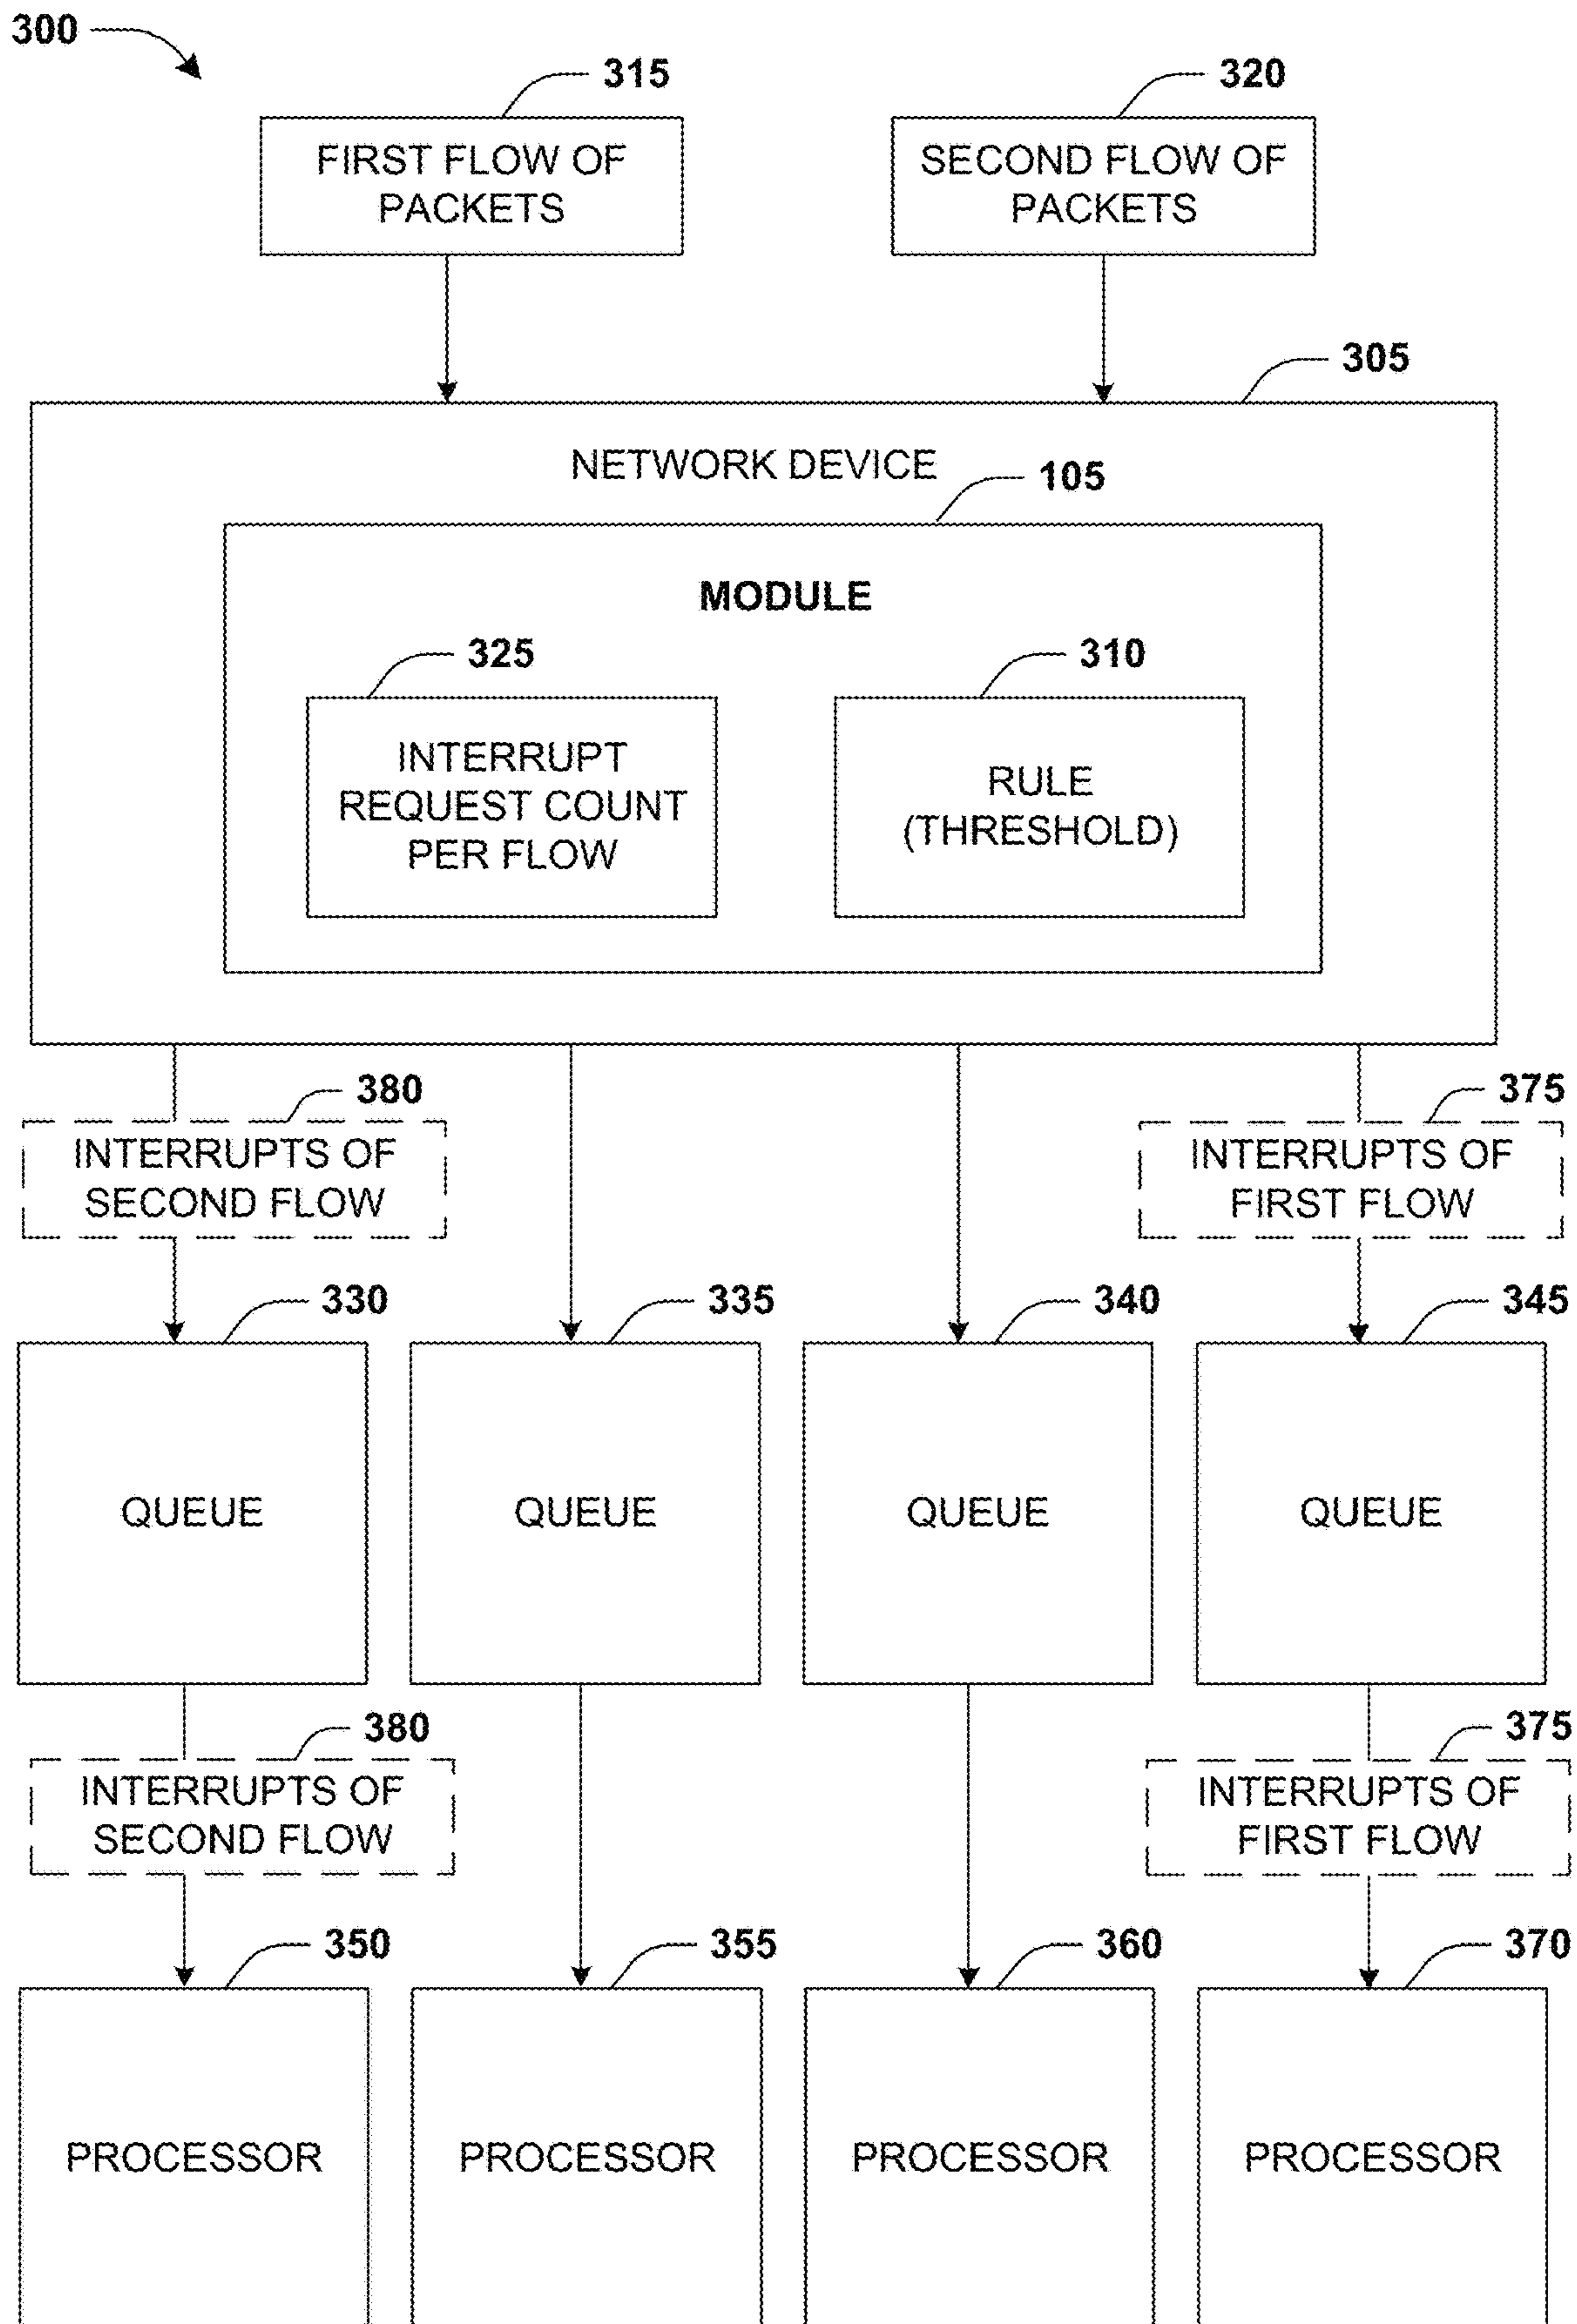 300
315
320
FIRST FLOW OF
PACKETS
SECOND FLOW OF
PACKETS
305
NETWORK DEVICE
105
MODULE
325
310
INTERRUPT
REQUEST COUNT
PER FLOW
RULE
(THRESHOLD)
380
375
INTERRUPTS OF
SECOND FLOW
INTERRUPTS OF
FIRST FLOW
330
335
340
345
QUEUE
QUEUE
QUEUE
QUEUE
380
375
INTERRUPTS OF
SECOND FLOW
INTERRUPTS OF
FIRST FLOW
350
355
360
370
PROCESSOR
PROCESSOR
PROCESSOR
PROCESSOR